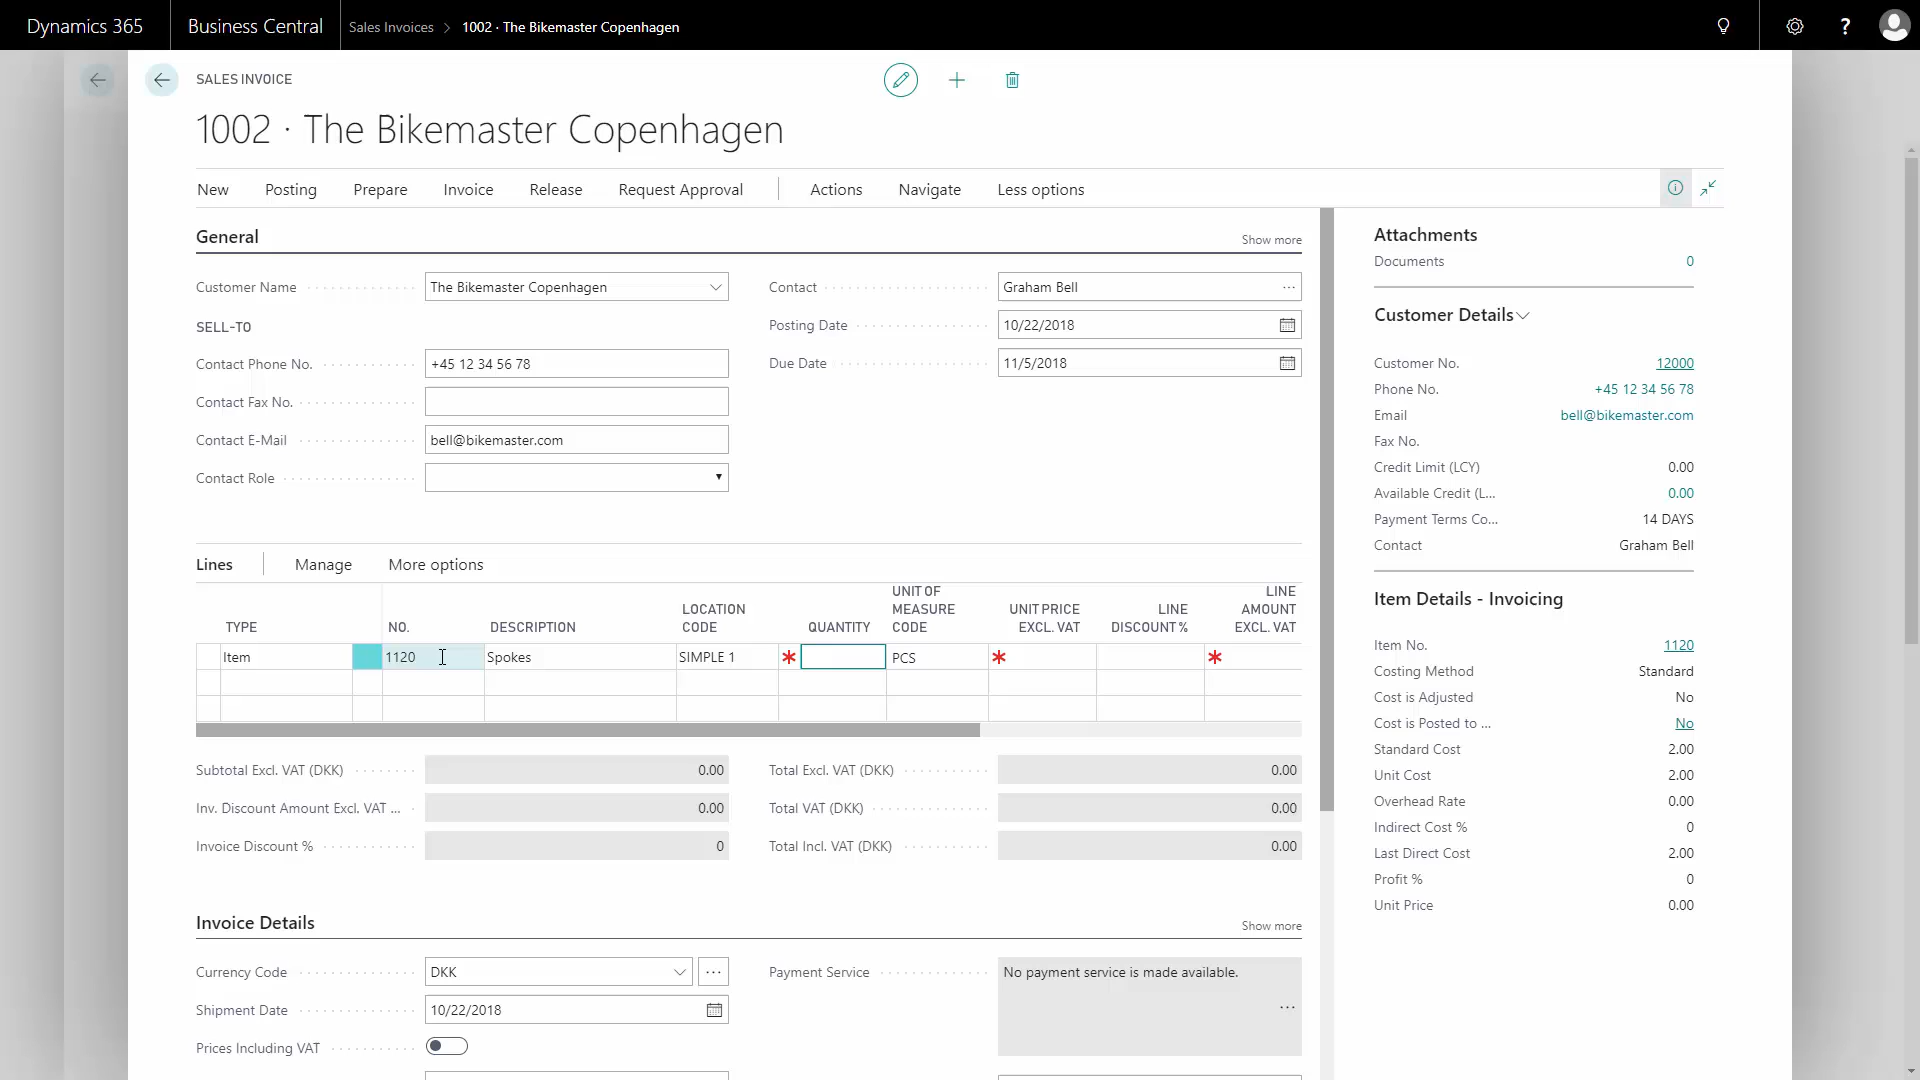 Dynamics 365
Business Central
Sales Invoices > 1002 · The Bikemaster Copenhagen
?
SALES INVOICE
1002 · The Bikemaster Copenhagen
New Posting Prepare Invoice Release Request Approval Actions Navigate Less options
General
Show more
Customer Name The Bikemaster Copenhagen
SELL-TO
Contact Phone No. +45 12 34 56 78
Contact Fax No.
Contact E-Mail bell@bikemaster.com
Contact Role
Contact Graham Bell ...
Posting Date 10/22/2018
Due Date 11/5/2018
Lines Manage More options
TYPE
NO.
DESCRIPTION
LOCATION
CODE
QUANTITY
UNIT OF
MEASURE
CODE
UNIT PRICE
EXCL. VAT
LINE
DISCOUNT %
LINE
AMOUNT
EXCL. VAT
Item 1120 Spokes SIMPLE 1 * PCS * *
Subtotal Excl. VAT (DKK) 0.00
Inv. Discount Amount Excl. VAT ... 0.00
Invoice Discount % 0
Total Excl. VAT (DKK) 0.00
Total VAT (DKK) 0.00
Total Incl. VAT (DKK) 0.00
Invoice Details
Show more
Currency Code DKK ...
Shipment Date 10/22/2018
Prices Including VAT
Payment Service No payment service is made available.
...
Attachments
Documents 0
Customer Details
Customer No. 12000
Phone No. +45 12 34 56 78
Email bell@bikemaster.com
Fax No.
Credit Limit (LCY) 0.00
Available Credit (L... 0.00
Payment Terms Co... 14 DAYS
Contact Graham Bell
Item Details - Invoicing
Item No. 1120
Costing Method Standard
Cost is Adjusted No
Cost is Posted to ... No
Standard Cost 2.00
Unit Cost 2.00
Overhead Rate 0.00
Indirect Cost % 0
Last Direct Cost 2.00
Profit % 0
Unit Price 0.00